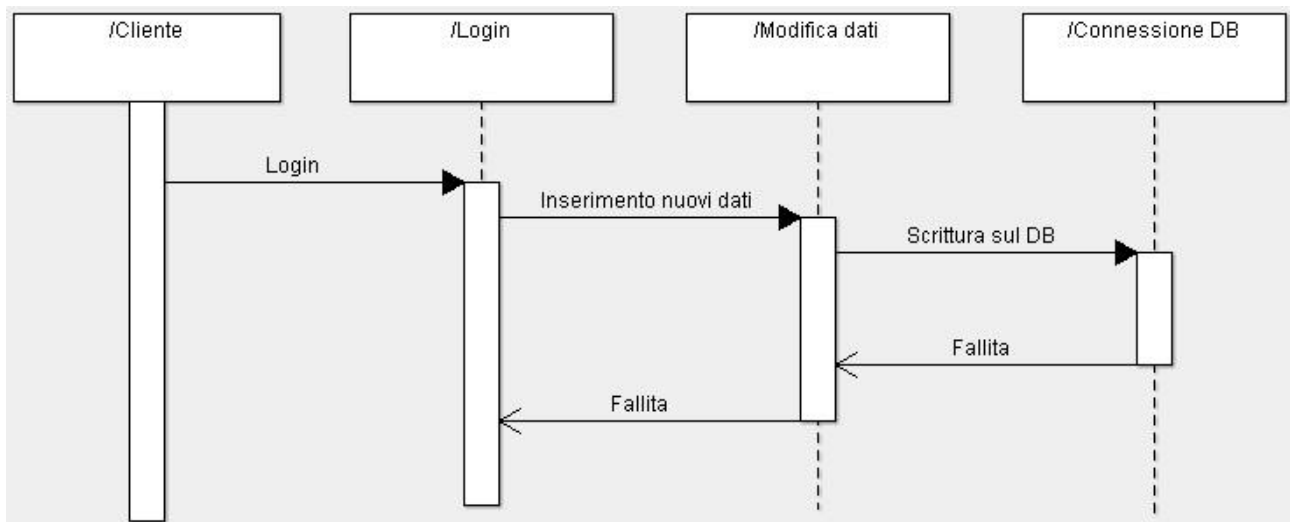 /Cliente
/Login
/Modifica dati
/Connessione DB
Login
Inserimento nuovi dati
Scrittura sul DB
Fallita
Fallita